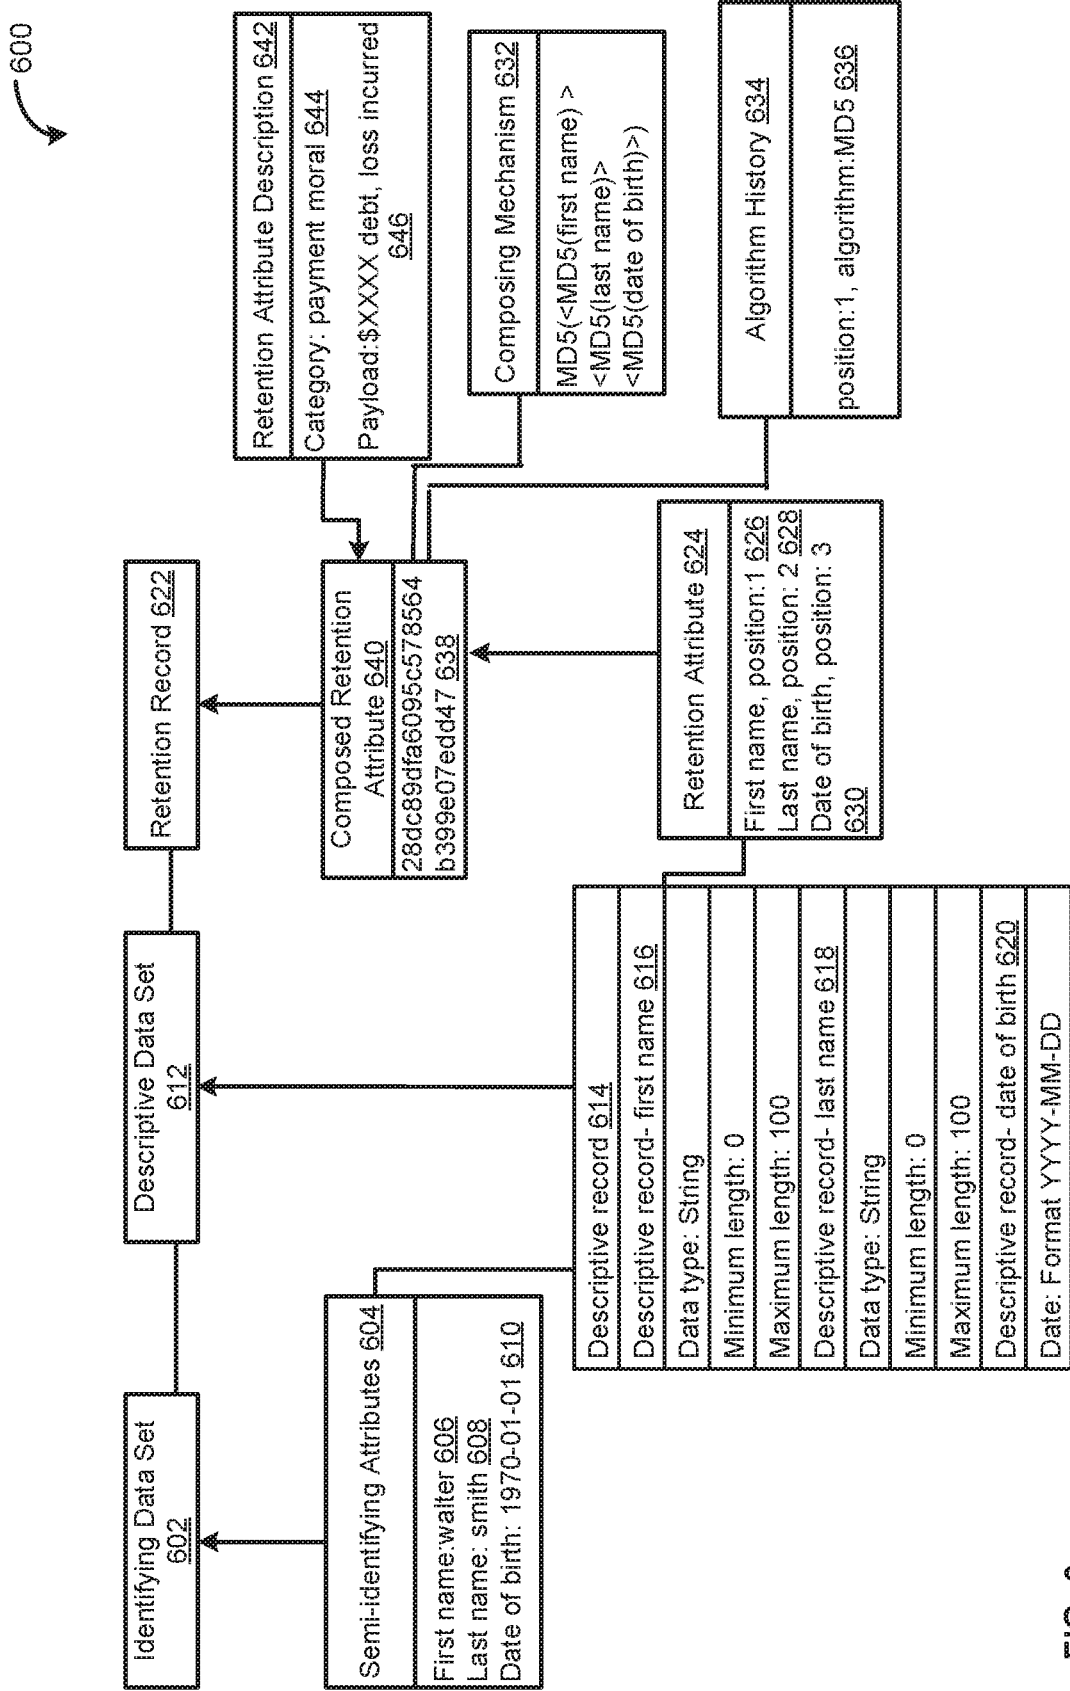 600
Identifying Data Set
602
Semi-identifying Attributes 604
First name:walter 606
Last name: smith 608
Date of birth: 1970-01-01 610
Descriptive Data Set
612
Descriptive record 614
Descriptive record- first name 616
Data type: String
Minimum length: 0
Maximum length: 100
Descriptive record- last name 618
Data type: String
Minimum length: 0
Maximum length: 100
Descriptive record- date of birth 620
Date: Format YYYY-MM-DD
Retention Record 622
Composed Retention
Attribute 640
28dc89dfa6095c578564
b399e07edd47 638
Retention Attribute 624
First name, position:1 626
Last name, position: 2 628
Date of birth, position: 3
630
Retention Attribute Description 642
Category: payment moral 644
Payload:$XXXX debt, loss incurred
646
Composing Mechanism 632
MD5(<MD5(first name) >
<MD5(last name)>
<MD5(date of birth)>)
Algorithm History 634
position:1, algorithm:MD5 636